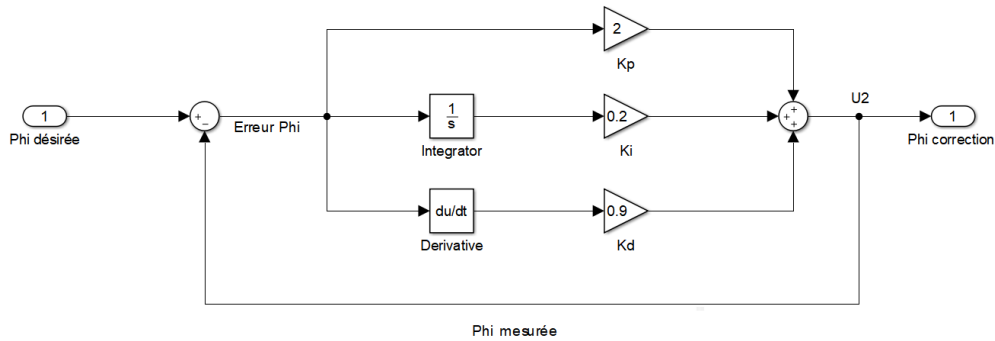 2
Kp
U2
1
+
−
Erreur Phi
1
s
0.2
+
+
+
1
Phi désirée
Integrator
Ki
Phi correction
du/dt
0.9
Derivative
Kd
Phi mesurée